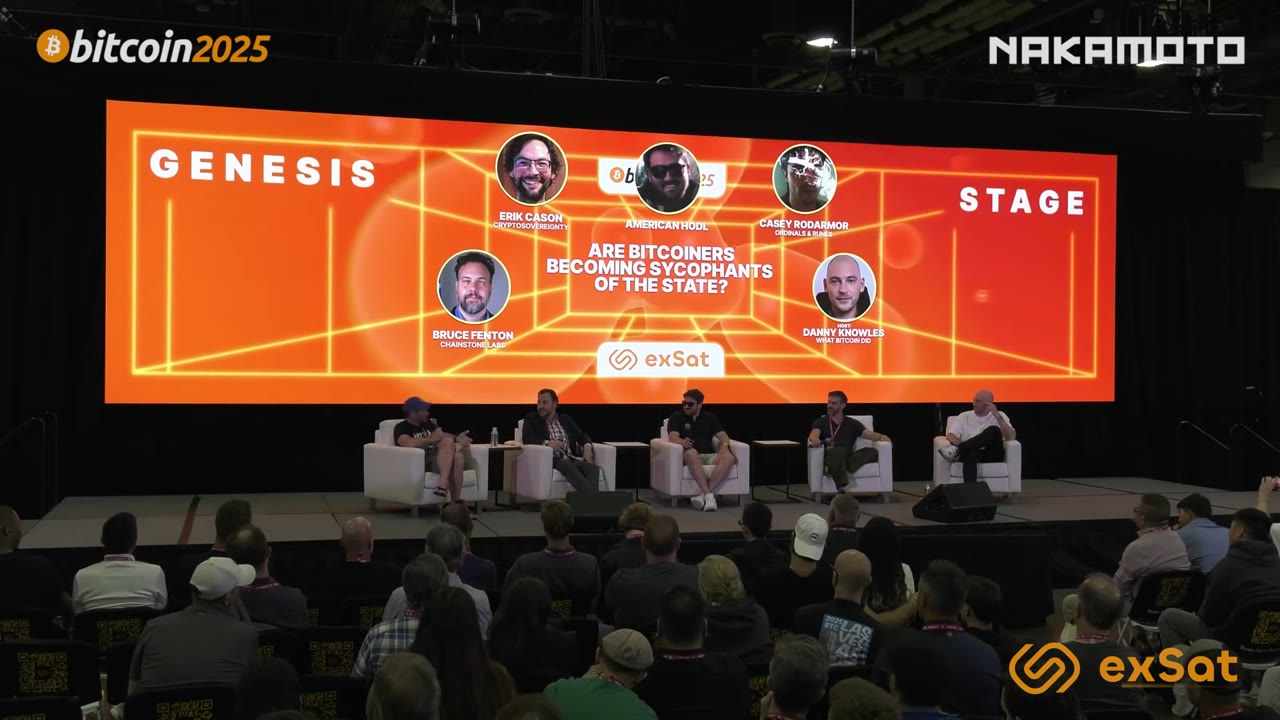 bitcoin2025
NAKAMOTO
GENESIS
STAGE
ERIK CASON
CRYPTOSOVEREIGNTY
AMERICAN HODL
CASEY RODARMOR
ORDINALS & RUNES
ARE BITCOINERS
BECOMING SYCOPHANTS
OF THE STATE?
BRUCE FENTON
CHAINSTONE LABS
HOST:
DANNY KNOWLES
WHAT BITCOIN DID
exSat
exSat